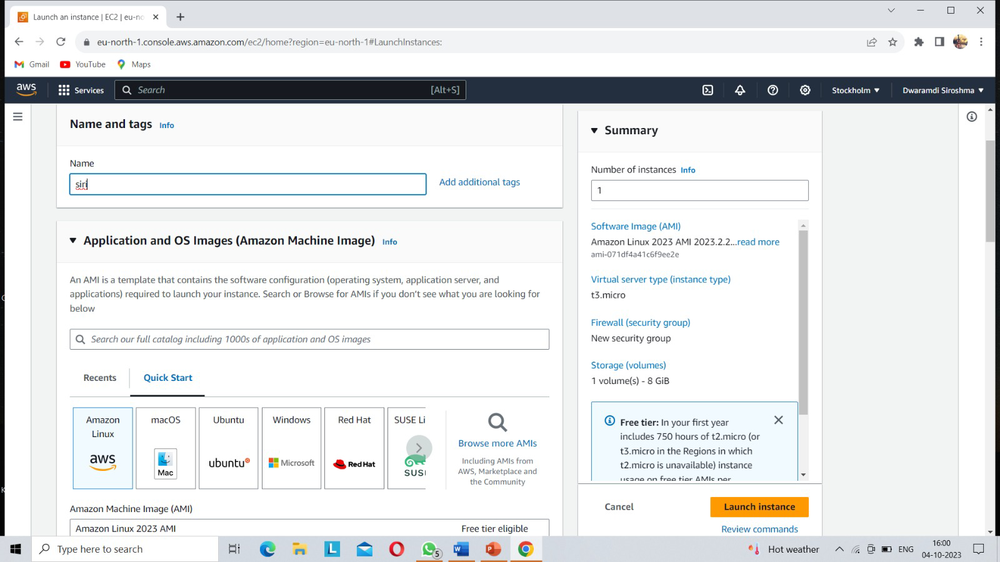 Launch an instance | EC2 | eu-no
eu-north-1.console.aws.amazon.com/ec2/home?region=eu-north-1#LaunchInstances:
Gmail YouTube Maps
aws Services Search [Alt+S] Stockholm Dwaramdi Siroshma
Name and tags Info
Name
siri
Add additional tags
Application and OS Images (Amazon Machine Image) Info
An AMI is a template that contains the software configuration (operating system, application server, and
applications) required to launch your instance. Search or Browse for AMIs if you don't see what you are looking for
below
Search our full catalog including 1000s of application and OS images
Recents Quick Start
Amazon
Linux
aws
macOS
Mac
Ubuntu
ubuntu
Windows
Microsoft
Red Hat
Red Hat
SUSE Li
SUS
Browse more AMIs
Including AMIs from
AWS, Marketplace and
the Community
Amazon Machine Image (AMI)
Amazon Linux 2023 AMI Free tier eligible
Summary
Number of instances Info
1
Software Image (AMI)
Amazon Linux 2023 AMI 2023.2.2...read more
ami-071df4a41c6f9ee2e
Virtual server type (instance type)
t3.micro
Firewall (security group)
New security group
Storage (volumes)
1 volume(s) - 8 GiB
Free tier: In your first year
includes 750 hours of t2.micro (or
t3.micro in the Regions in which
t2.micro is unavailable) instance
usage on free tier AMIs per
Cancel Launch instance
Review commands
Type here to search
L
5
W
P
Hot weather
ENG
16:00
04-10-2023